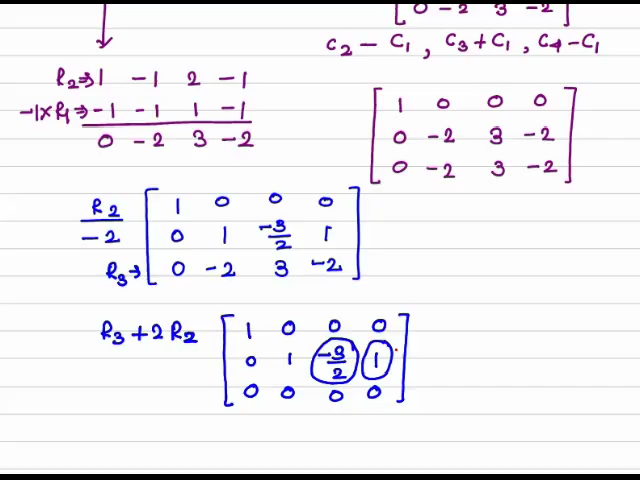 [0 -2 3 -2]
C2 - C1 , C3 + C1 , C4 - C1
R2 → 1 -1 2 -1
-1×R1 → -1 -1 1 -1
0 -2 3 -2
[1 0 0 0
0 -2 3 -2
0 -2 3 -2]
R2/-2 [1 0 0 0
0 1 -3/2 1
R3 → 0 -2 3 -2]
R3 + 2R2 [1 0 0 0
0 1 -3/2 1
0 0 0 0]